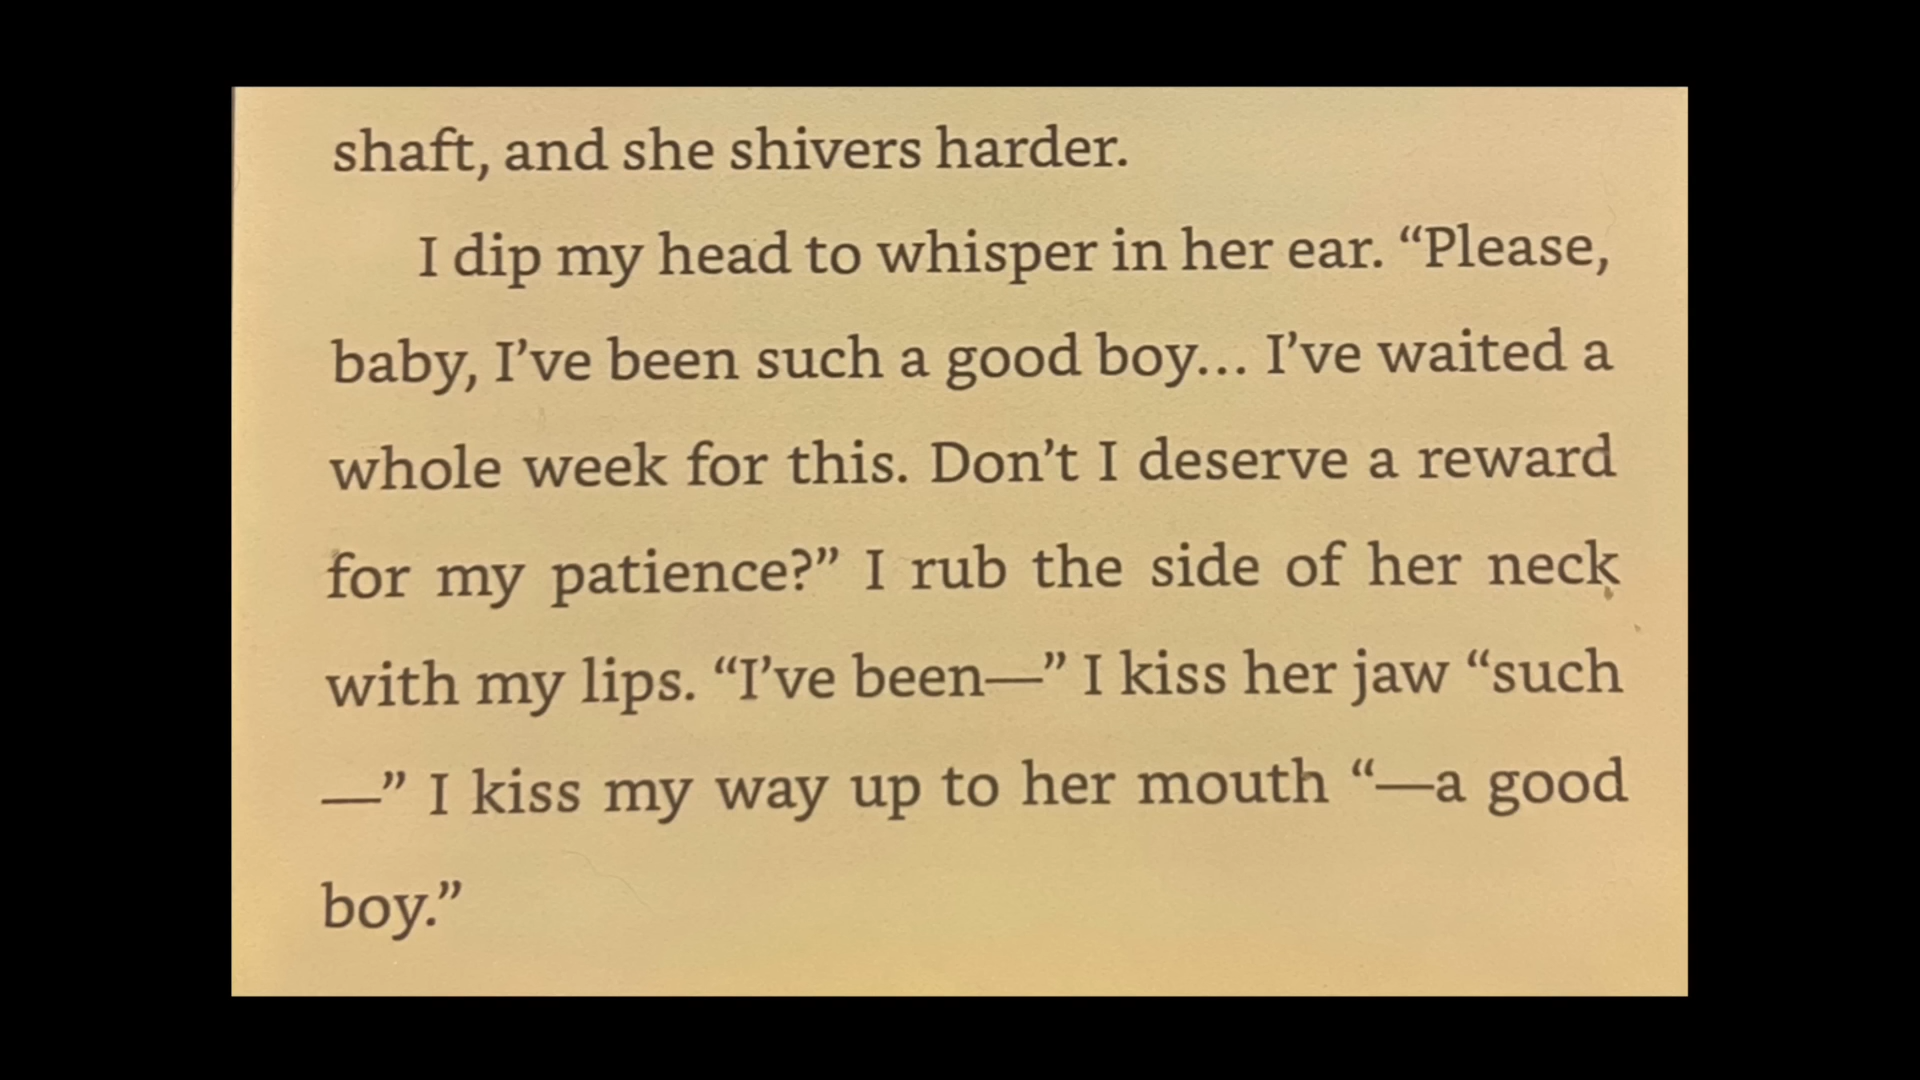 shaft, and she shivers harder.
I dip my head to whisper in her ear. “Please,
baby, I’ve been such a good boy… I’ve waited a
whole week for this. Don’t I deserve a reward
for my patience?” I rub the side of her neck
with my lips. “I’ve been—” I kiss her jaw “such
—” I kiss my way up to her mouth “—a good
boy.”